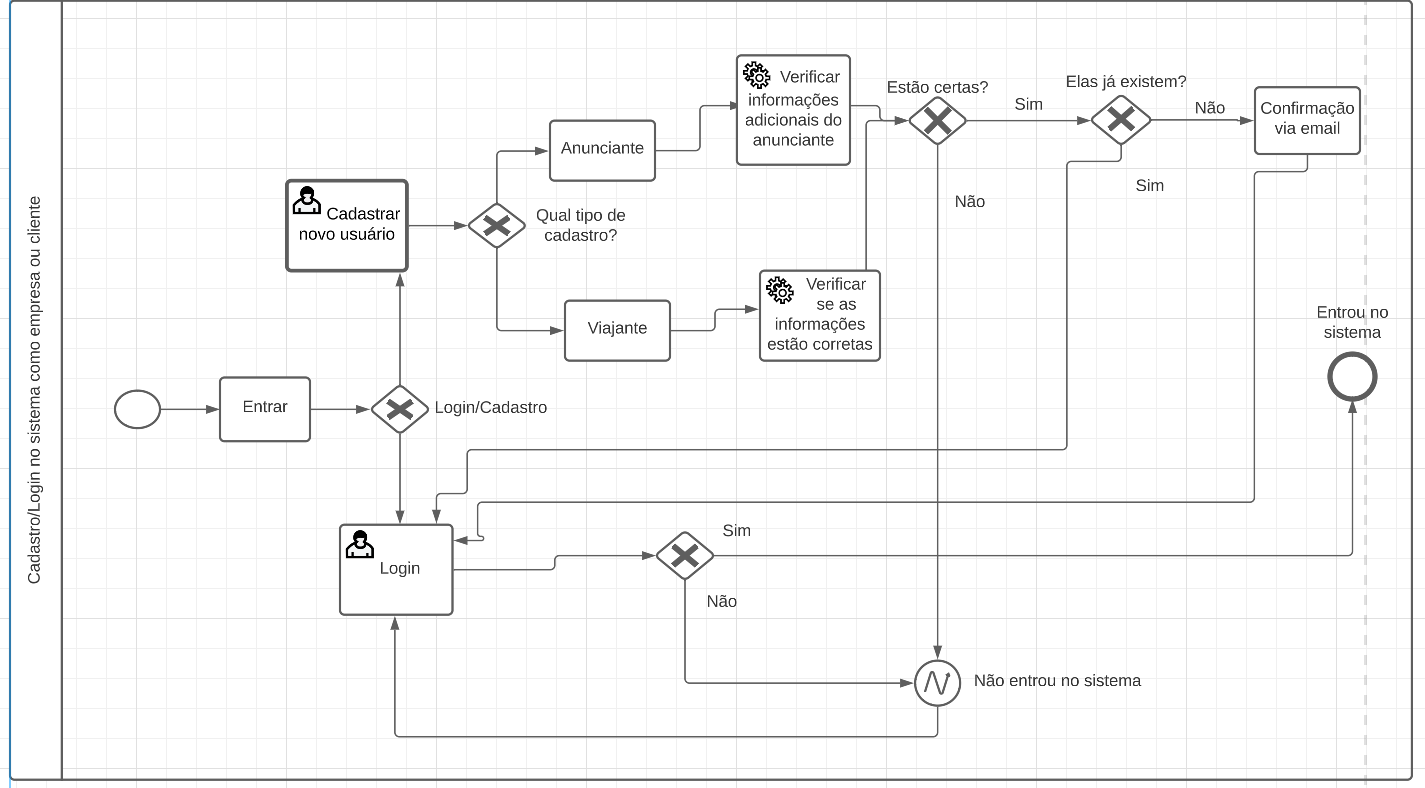 Cadastro/Login no sistema como empresa ou cliente
Verificar
informações
adicionais do
anunciante
Estão certas?
Sim
Elas já existem?
Não
Confirmação
via email
Anunciante
Sim
Não
Cadastrar
novo usuário
Qual tipo de
cadastro?
Verificar
se as
informações
estão corretas
Viajante
Entrou no
sistema
Entrar
Login/Cadastro
Sim
Login
Não
Não entrou no sistema